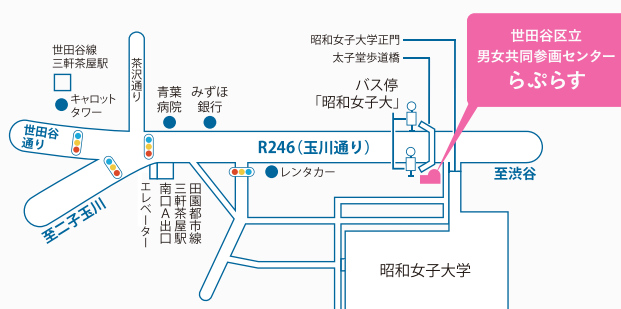 世田谷区立
男女共同参画センター
らぷらす
昭和女子大学正門
太子堂歩道橋
バス停
「昭和女子大」
世田谷線
三軒茶屋駅
キャロット
タワー
茶沢通り
青葉
病院
みずほ
銀行
世田谷
通り
R246（玉川通り）
至渋谷
至二子玉川
レンタカー
エレベーター
南口A出口
三軒茶屋駅
田園都市線
昭和女子大学